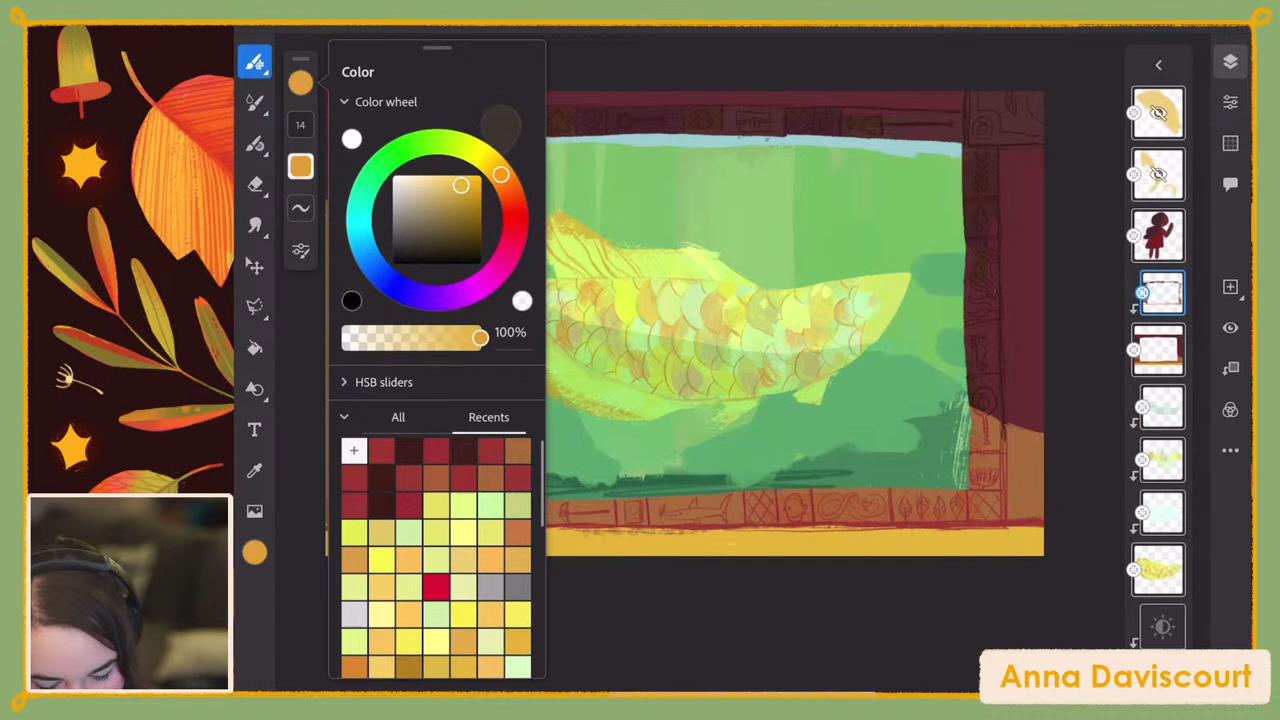 Color
Color wheel
14
100%
HSB sliders
All
Recents
T
Anna Daviscourt